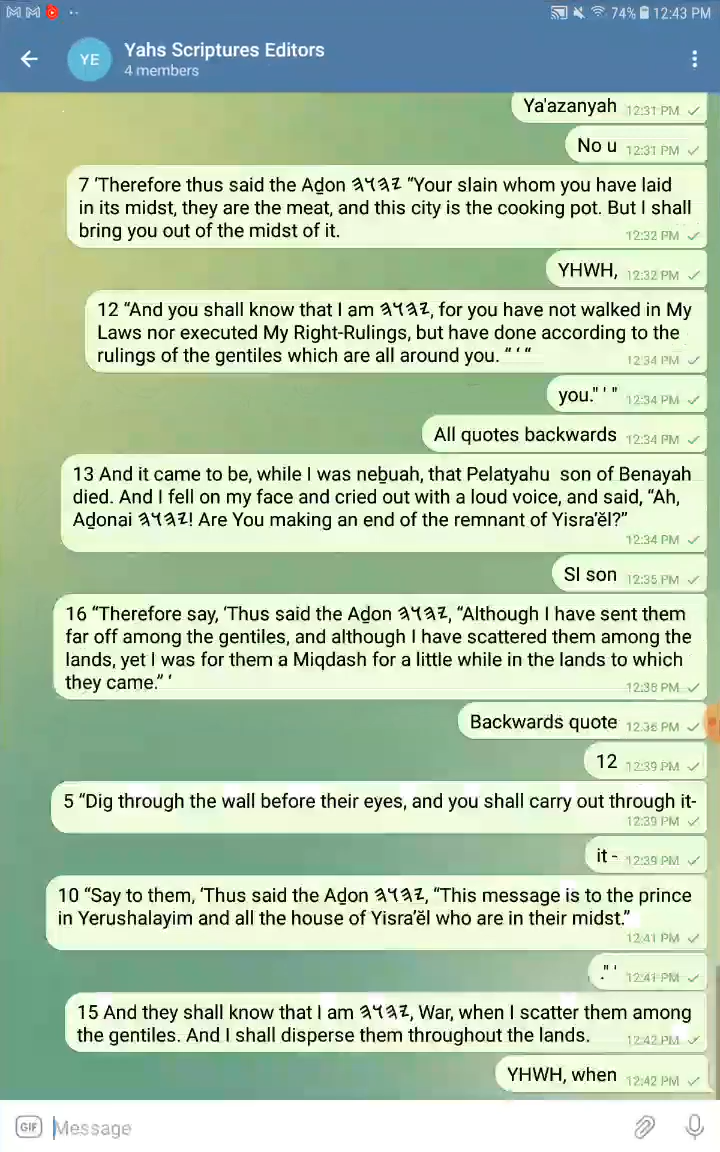 74% 12:43 PM
YE
Yahs Scriptures Editors
4 members
Ya'azanyah 12:31 PM
No u 12:31 PM
7 ‘Therefore thus said the Aḏon 𐤉𐤄𐤅𐤄 “Your slain whom you have laid
in its midst, they are the meat, and this city is the cooking pot. But I shall
bring you out of the midst of it.
12:32 PM
YHWH, 12:32 PM
12 “And you shall know that I am 𐤉𐤄𐤅𐤄, for you have not walked in My
Laws nor executed My Right-Rulings, but have done according to the
rulings of the gentiles which are all around you. “ ‘ “
12:34 PM
you." ' " 12:34 PM
All quotes backwards 12:34 PM
13 And it came to be, while I was neḇuah, that Pelatyahu son of Benayah
died. And I fell on my face and cried out with a loud voice, and said, “Ah,
Aḏonai 𐤉𐤄𐤅𐤄! Are You making an end of the remnant of Yisra’ĕl?”
12:34 PM
SI son 12:35 PM
16 “Therefore say, ‘Thus said the Aḏon 𐤉𐤄𐤅𐤄, “Although I have sent them
far off among the gentiles, and although I have scattered them among the
lands, yet I was for them a Miqdash for a little while in the lands to which
they came.” ‘
12:36 PM
Backwards quote 12:36 PM
12 12:39 PM
5 “Dig through the wall before their eyes, and you shall carry out through it-
12:39 PM
it - 12:39 PM
10 “Say to them, ‘Thus said the Aḏon 𐤉𐤄𐤅𐤄, “This message is to the prince
in Yerushalayim and all the house of Yisra’ĕl who are in their midst.”
12:41 PM
." ' 12:41 PM
15 And they shall know that I am 𐤉𐤄𐤅𐤄, War, when I scatter them among
the gentiles. And I shall disperse them throughout the lands.
12:42 PM
YHWH, when 12:42 PM
GIF Message